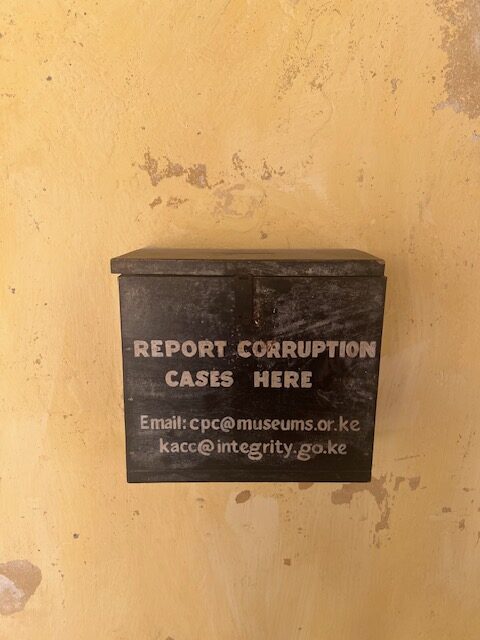 REPORT CORRUPTION
CASES HERE
Email: cpc@museums.or.ke
kacc@integrity.go.ke